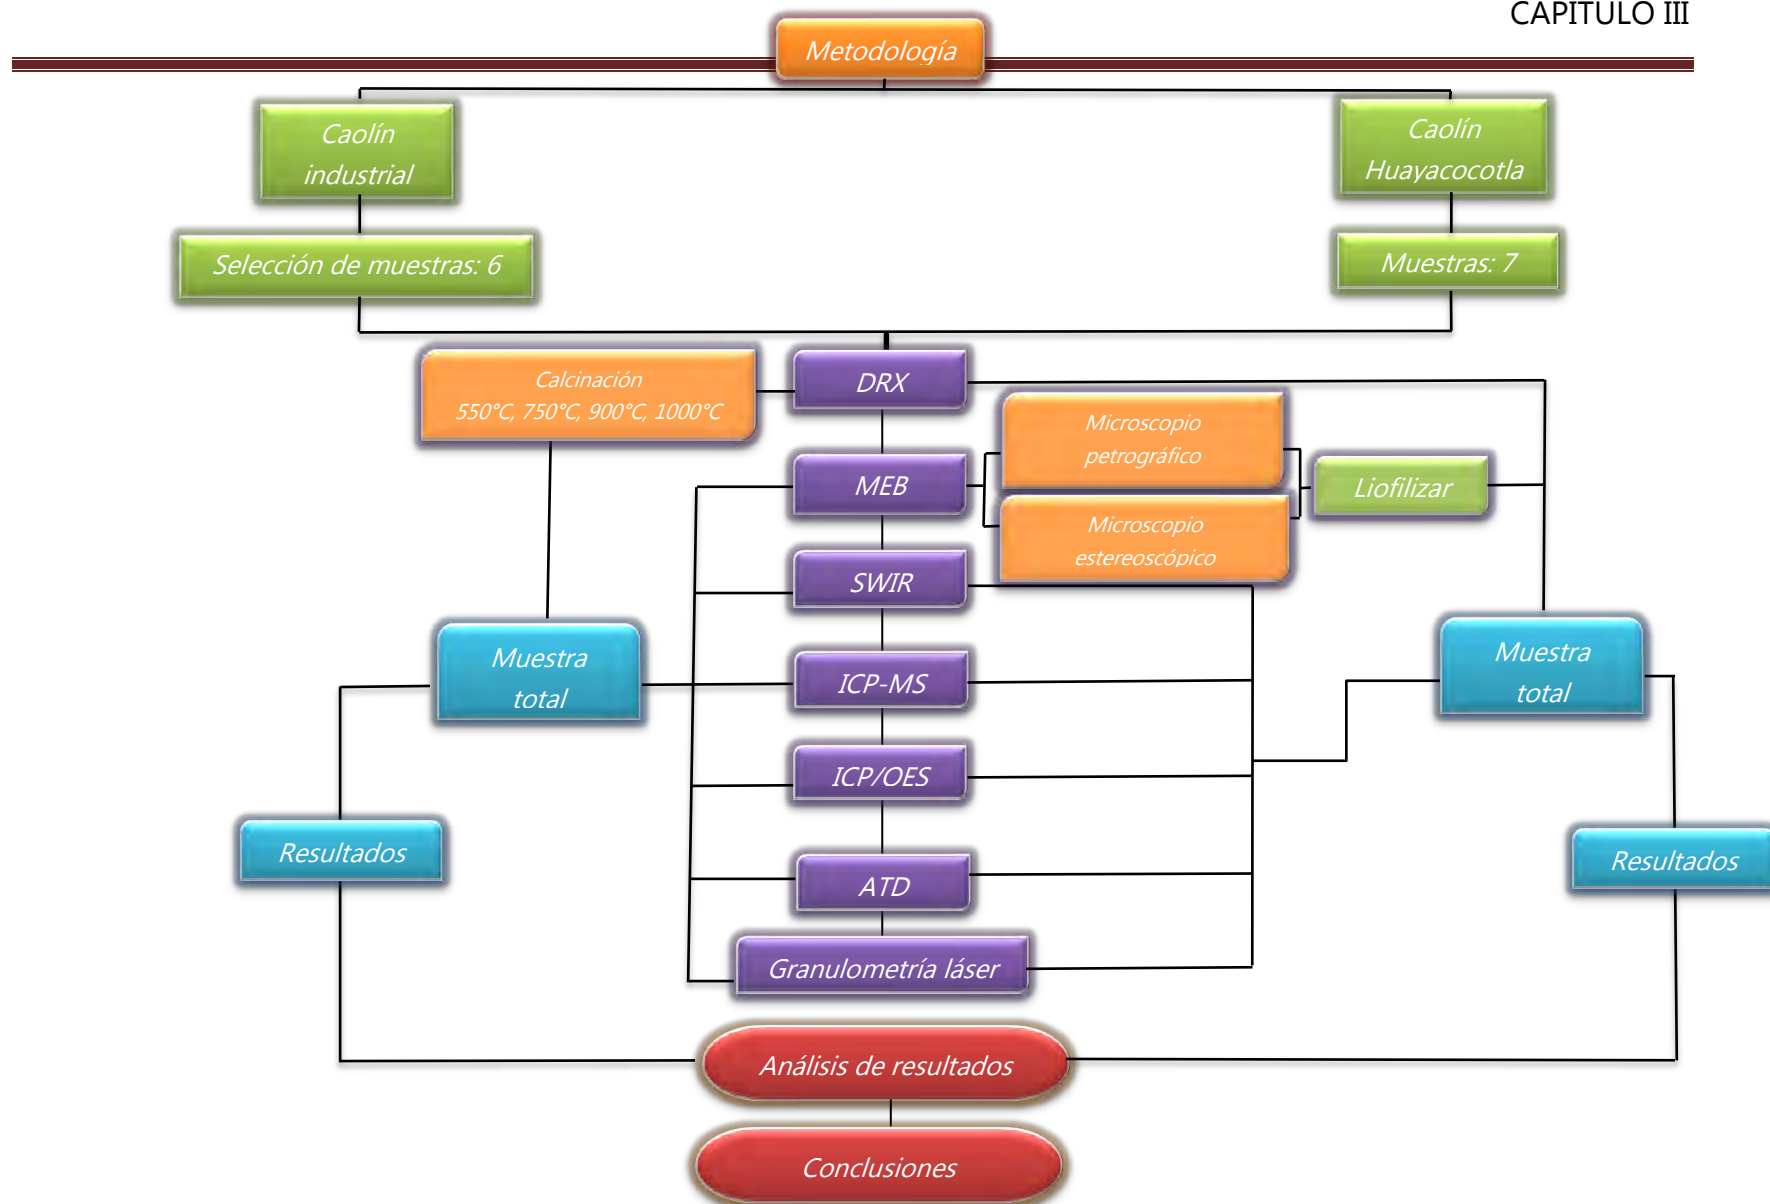 CAPITULO III
Metodología
Caolín
industrial
Caolín
Huayacocotla
Selección de muestras: 6
Muestras: 7
Calcinación
550°C, 750°C, 900°C, 1000°C
DRX
Microscopio
petrográfico
MEB
Liofilizar
Microscopio
estereoscópico
SWIR
Muestra
total
ICP-MS
Muestra
total
ICP/OES
Resultados
ATD
Resultados
Granulometría láser
Análisis de resultados
Conclusiones